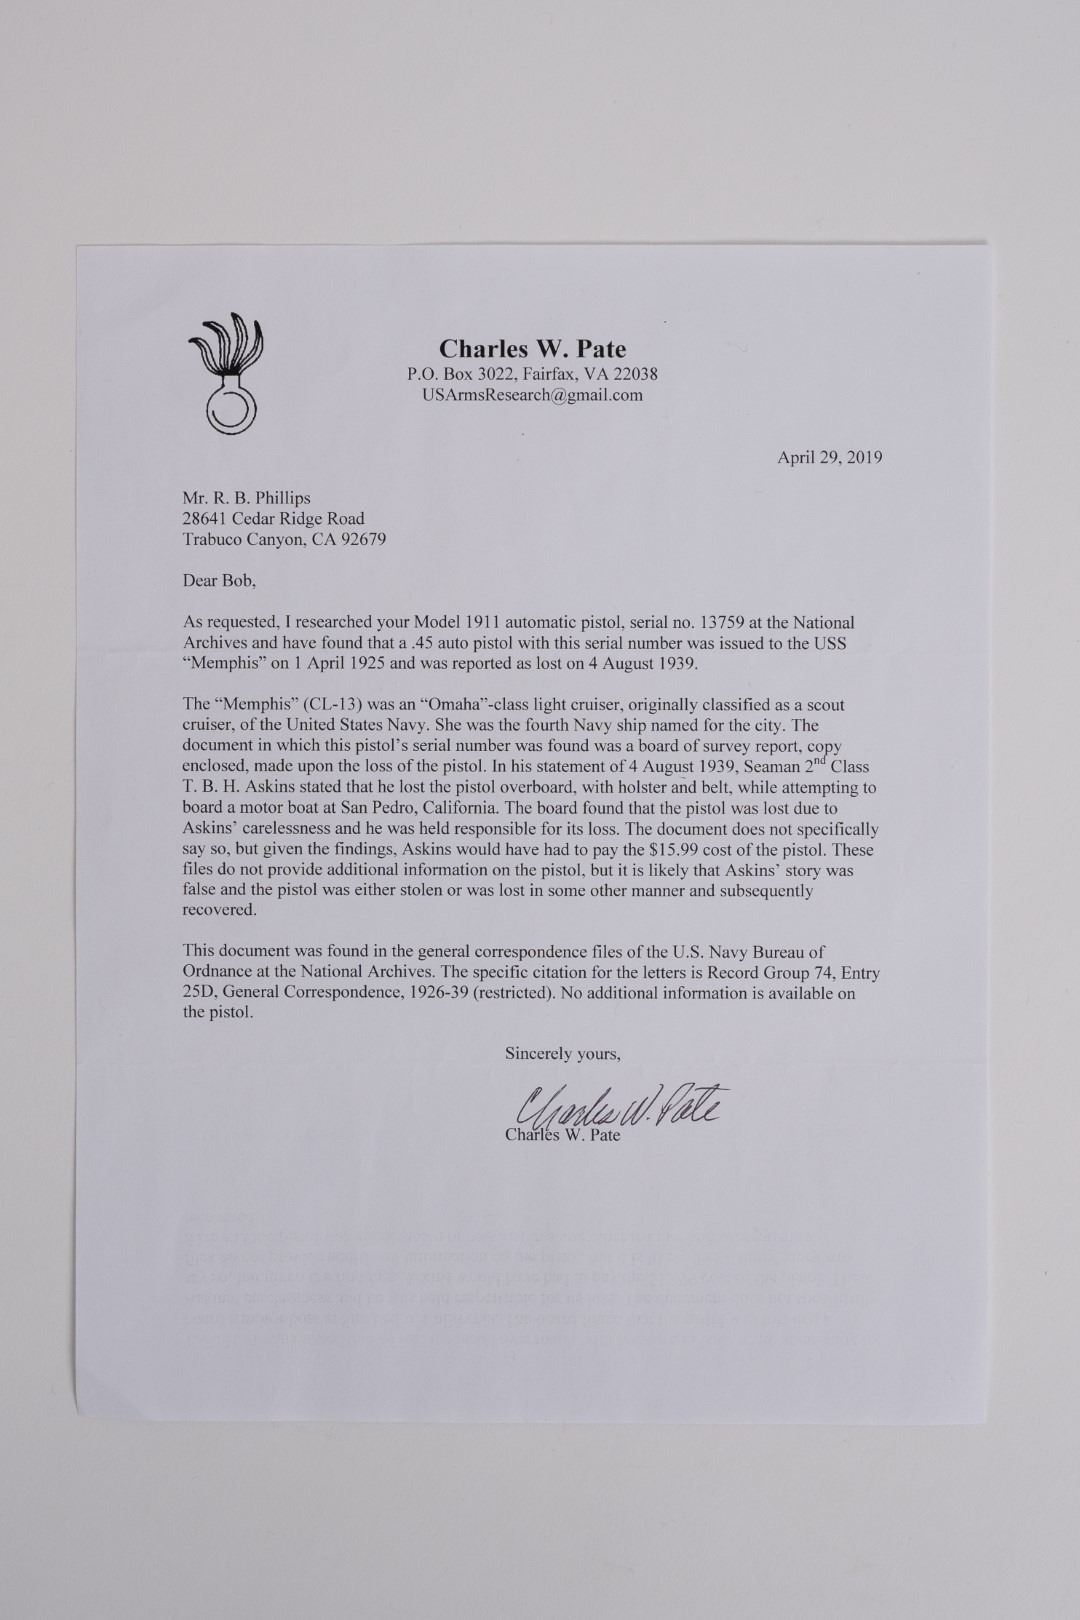 Charles W. Pate
P.O. Box 3022, Fairfax, VA 22038
USArmsResearch@gmail.com
April 29, 2019
Mr. R. B. Phillips
28641 Cedar Ridge Road
Trabuco Canyon, CA 92679
Dear Bob,
As requested, I researched your Model 1911 automatic pistol, serial no. 13759 at the National
Archives and have found that a .45 auto pistol with this serial number was issued to the USS
“Memphis” on 1 April 1925 and was reported as lost on 4 August 1939.
The “Memphis” (CL-13) was an “Omaha”-class light cruiser, originally classified as a scout
cruiser, of the United States Navy. She was the fourth Navy ship named for the city. The
document in which this pistol’s serial number was found was a board of survey report, copy
enclosed, made upon the loss of the pistol. In his statement of 4 August 1939, Seaman 2nd Class
T. B. H. Askins stated that he lost the pistol overboard, with holster and belt, while attempting to
board a motor boat at San Pedro, California. The board found that the pistol was lost due to
Askins’ carelessness and he was held responsible for its loss. The document does not specifically
say so, but given the findings, Askins would have had to pay the $15.99 cost of the pistol. These
files do not provide additional information on the pistol, but it is likely that Askins’ story was
false and the pistol was either stolen or was lost in some other manner and subsequently
recovered.
This document was found in the general correspondence files of the U.S. Navy Bureau of
Ordnance at the National Archives. The specific citation for the letters is Record Group 74, Entry
25D, General Correspondence, 1926-39 (restricted). No additional information is available on
the pistol.
Sincerely yours,
Charles W. Pate
Charles W. Pate